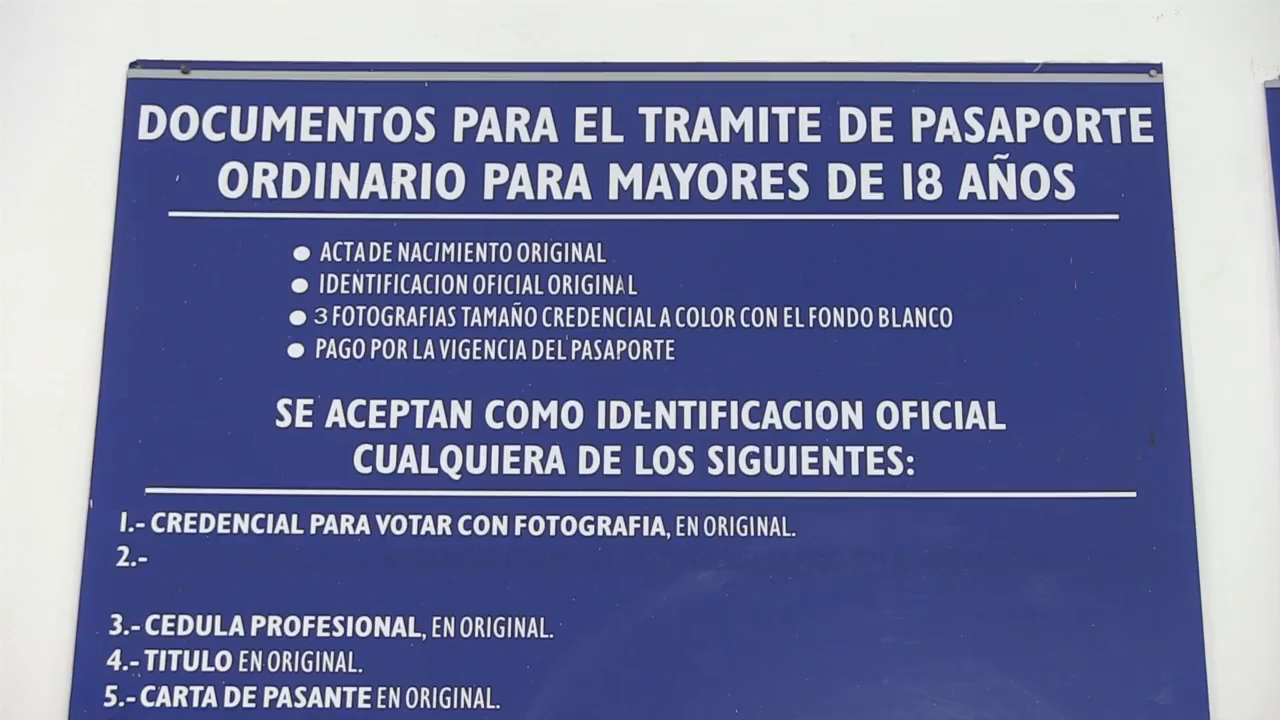 DOCUMENTOS PARA EL TRAMITE DE PASAPORTE
ORDINARIO PARA MAYORES DE 18 AÑOS
● ACTA DE NACIMIENTO ORIGINAL
● IDENTIFICACION OFICIAL ORIGINAL
● 3 FOTOGRAFIAS TAMAÑO CREDENCIAL A COLOR CON EL FONDO BLANCO
● PAGO POR LA VIGENCIA DEL PASAPORTE
SE ACEPTAN COMO IDENTIFICACION OFICIAL
CUALQUIERA DE LOS SIGUIENTES:
1.- CREDENCIAL PARA VOTAR CON FOTOGRAFIA, EN ORIGINAL.
2.-
3.- CEDULA PROFESIONAL, EN ORIGINAL.
4.- TITULO EN ORIGINAL.
5.- CARTA DE PASANTE EN ORIGINAL.